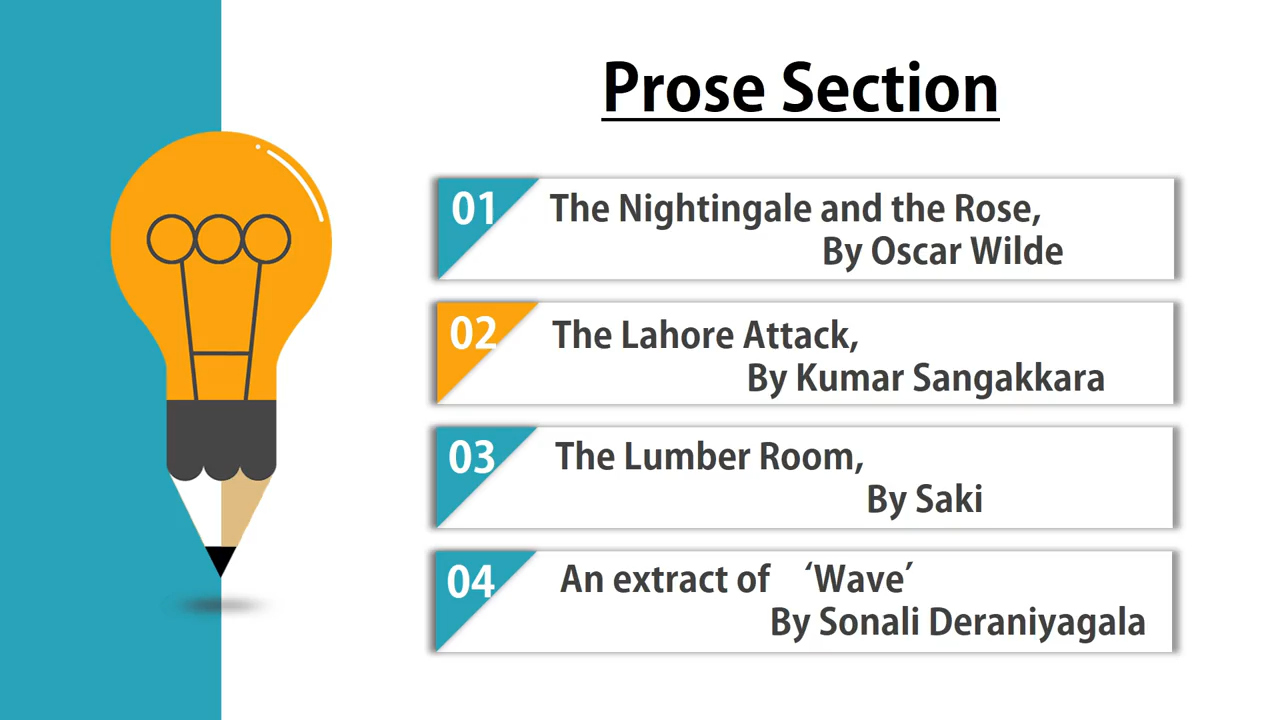 Prose Section
01 The Nightingale and the Rose,
By Oscar Wilde
02 The Lahore Attack,
By Kumar Sangakkara
03 The Lumber Room,
By Saki
04 An extract of ‘Wave’
By Sonali Deraniyagala